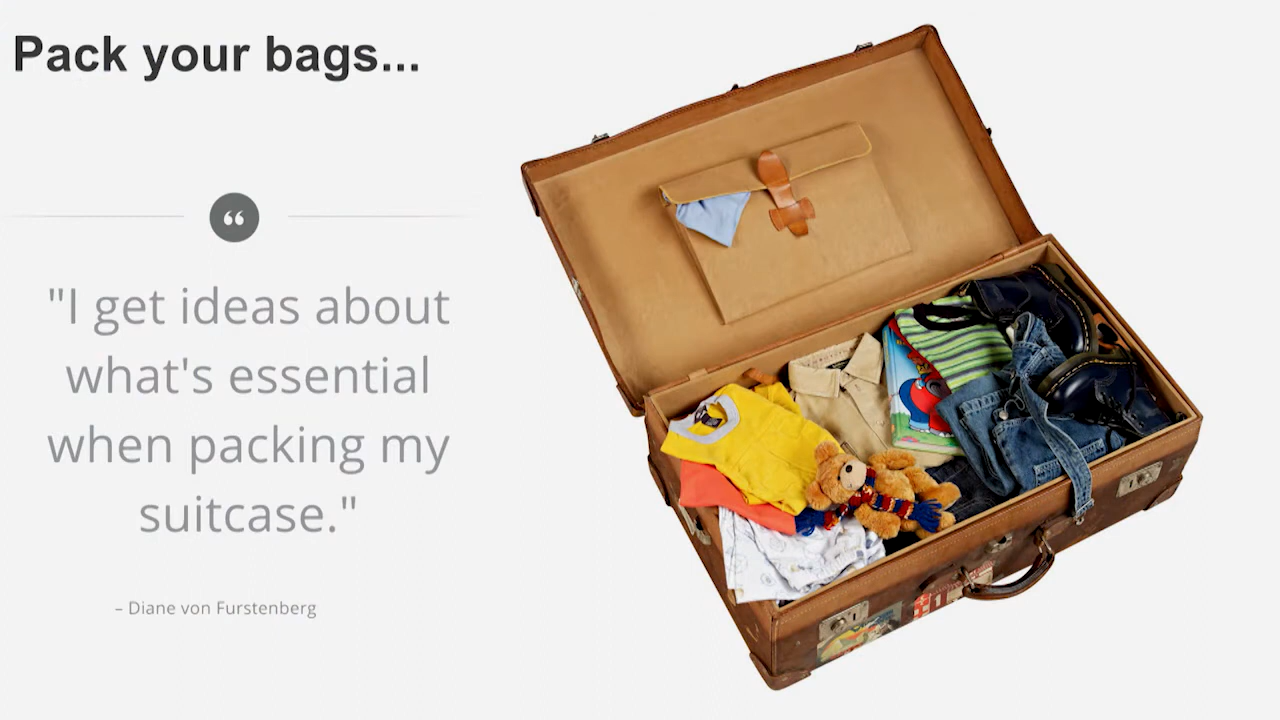 Pack your bags...
“
"I get ideas about
what's essential
when packing my
suitcase."
– Diane von Furstenberg